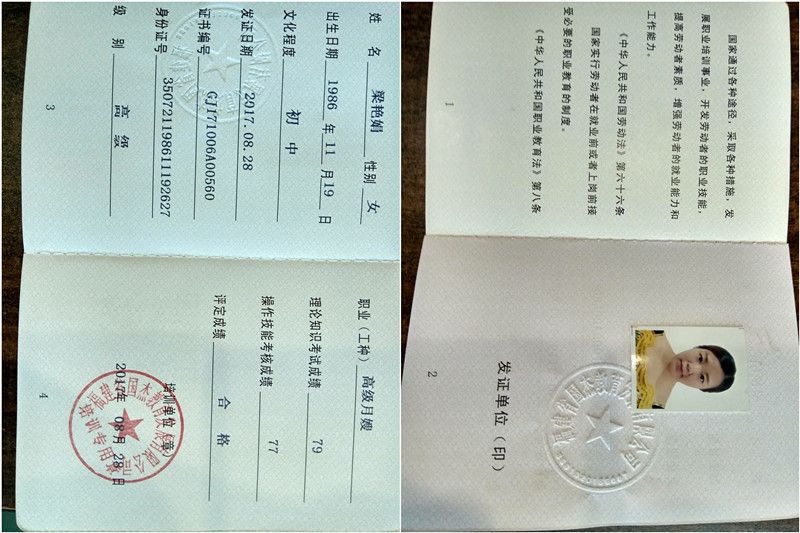 国家通过各种途径，采取各种措施，发
展职业培训事业，开发劳动者的职业技能，
提高劳动者素质，增强劳动者的就业能力和
工作能力。
《中华人民共和国劳动法》第六十六条
国家实行劳动者在就业前或者上岗前接
受必要的职业教育的制度。
《中华人民共和国职业教育法》第八条
1
发证单位（印）
2
姓 名 梁艳娟 性别 女
出生日期 1986 年 11 月 19 日
文化程度 初中
发证日期 2017.08.28
证书编号 GJ171006A00560
身份证号 350721198611192627
级 别 高级
3
职业（工种）高级月嫂
理论知识考试成绩 79
操作技能考核成绩 77
评定成绩 合格
培训单位（章）
2017年 08月 28日
培训专用章
4